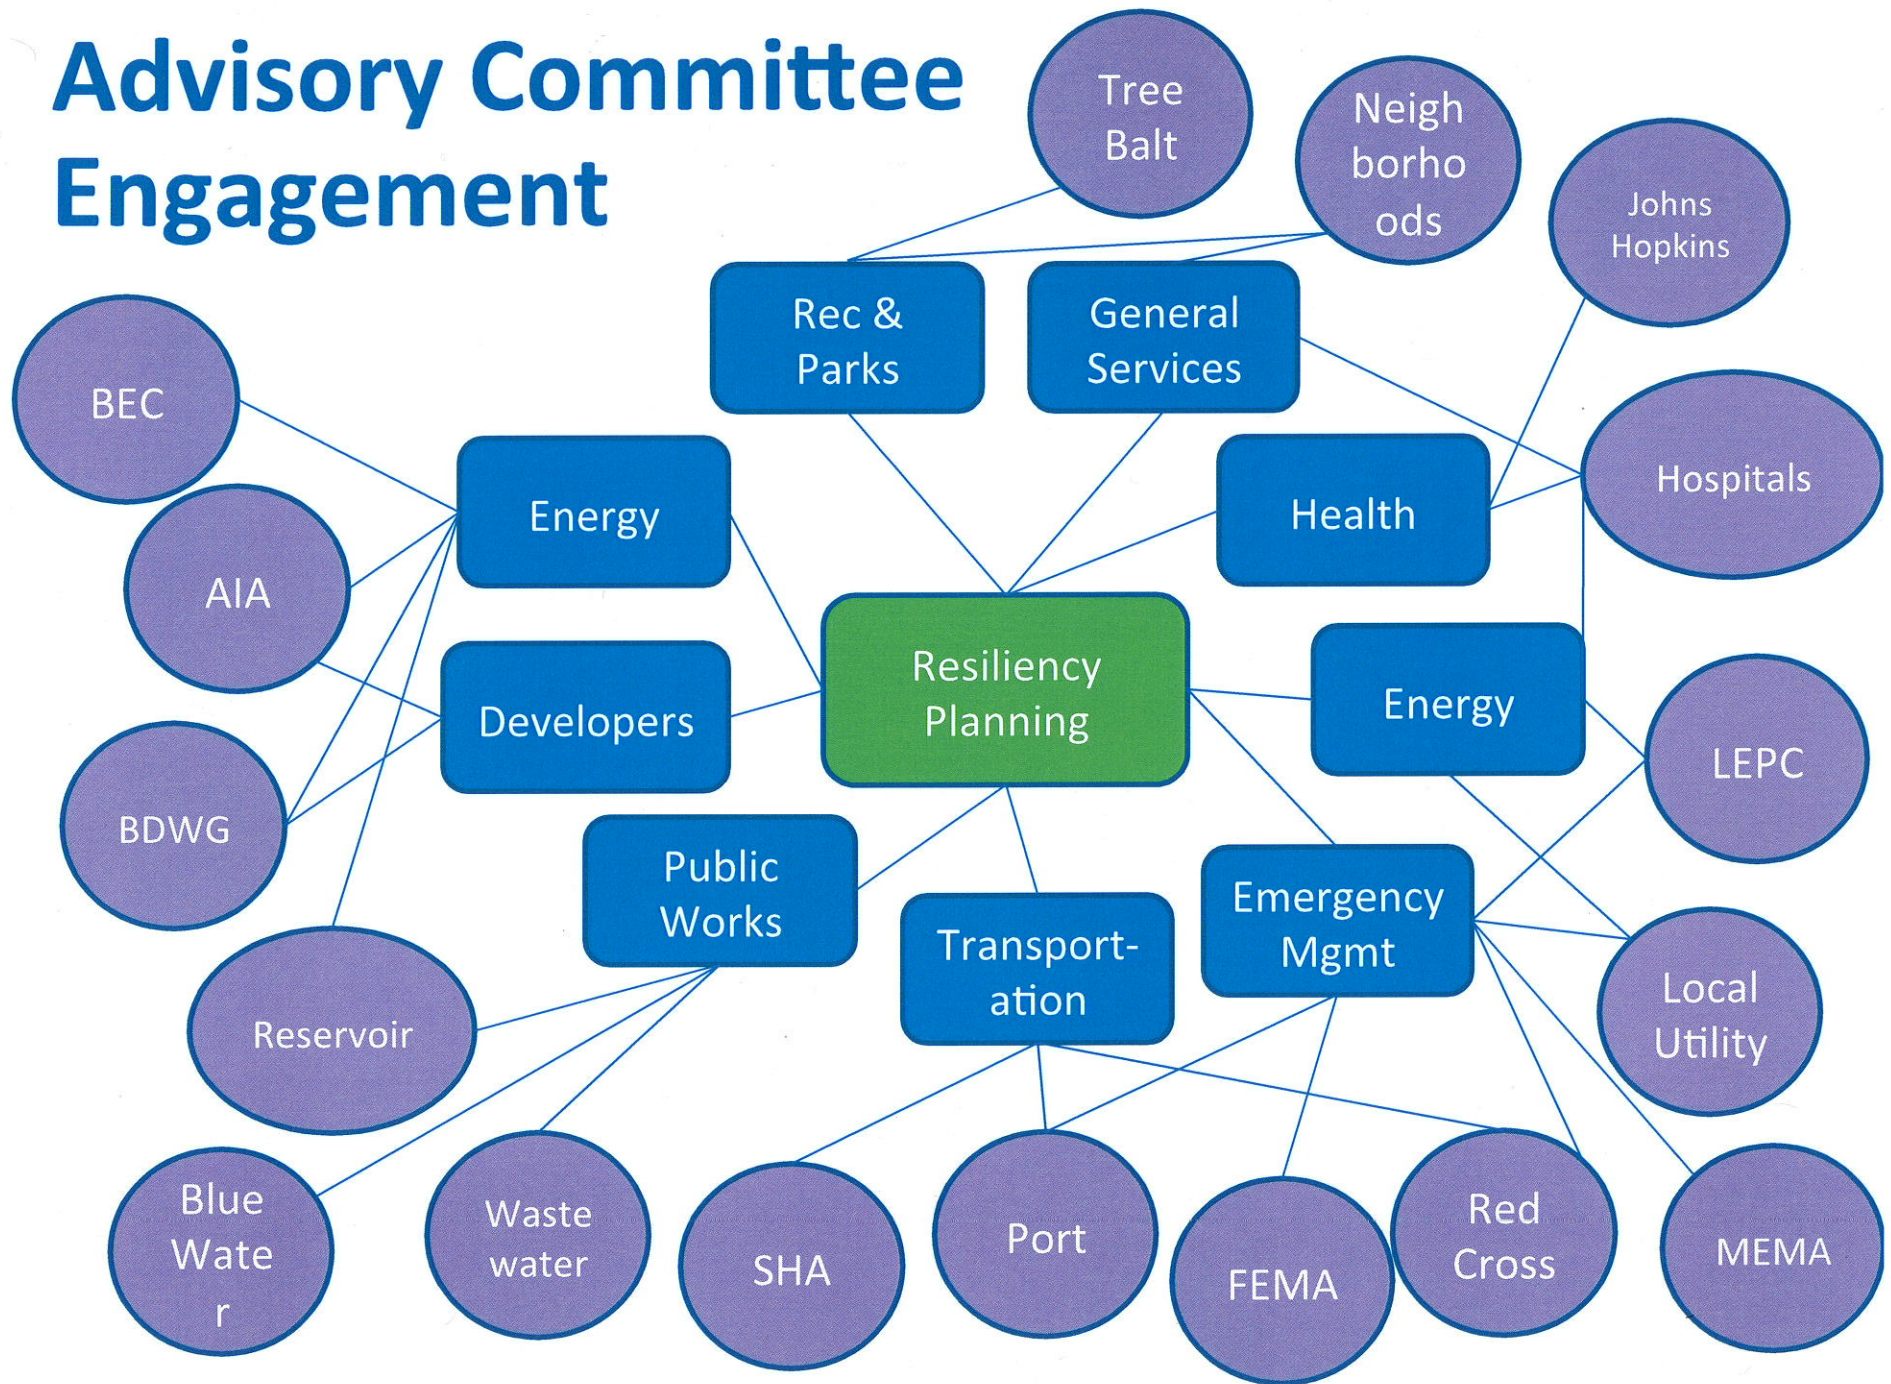 Advisory Committee
Engagement
Tree
Balt
Neigh
borho
ods
Johns
Hopkins
Rec &
Parks
General
Services
BEC
Energy
Health
Hospitals
AIA
Developers
Resiliency
Planning
Energy
LEPC
BDWG
Public
Works
Transport-
ation
Emergency
Mgmt
Local
Utility
Reservoir
Blue
Wate
r
Waste
water
SHA
Port
FEMA
Red
Cross
MEMA